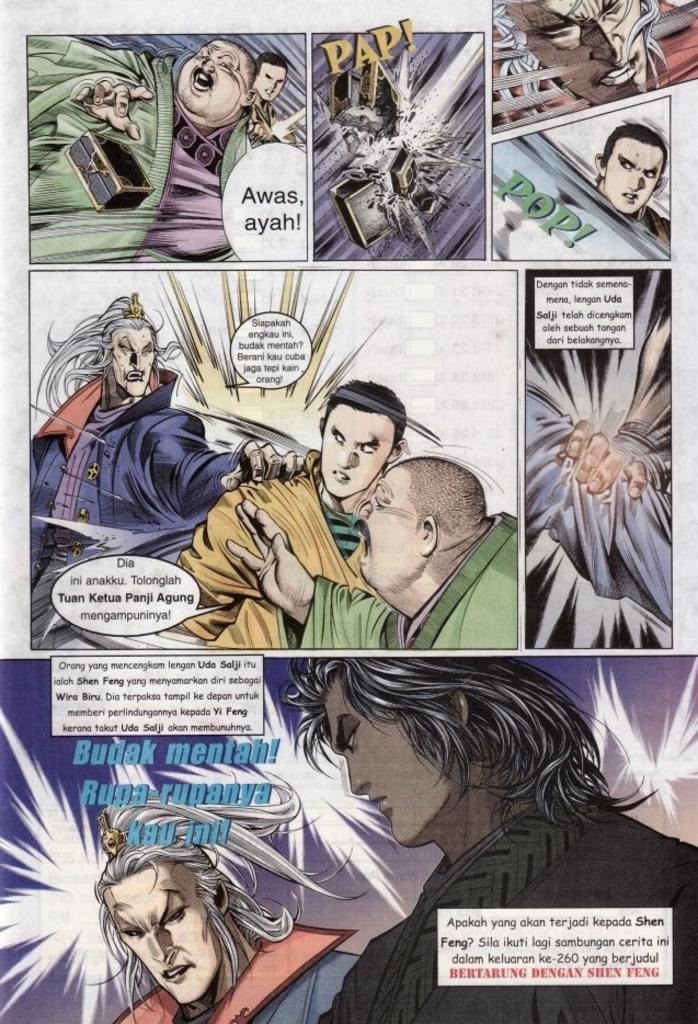 PAP!
Awas,
ayah!
POP!
Siapakah
engkau ini,
budak mentah?
Berani kau cuba
jaga tepi kain
orang!
Dengan tidak semena-
mena, lengan Uda
Salji telah dicengkam
oleh sebuah tangan
dari belakangnya.
Dia
ini anakku. Tolonglah
Tuan Ketua Panji Agung
mengampuninya!
Orang yang mencengkam lengan Uda Salji itu
ialah Shen Feng yang menyamarkan diri sebagai
Wira Biru. Dia terpaksa tampil ke depan untuk
memberi perlindungannya kepada Yi Feng
kerana takut Uda Salji akan membunuhnya.
Budak mentah!
Rupa-rupanya
kau ini!
Apakah yang akan terjadi kepada Shen
Feng? Sila ikuti lagi sambungan cerita ini
dalam keluaran ke-260 yang berjudul
BERTARUNG DENGAN SHEN FENG